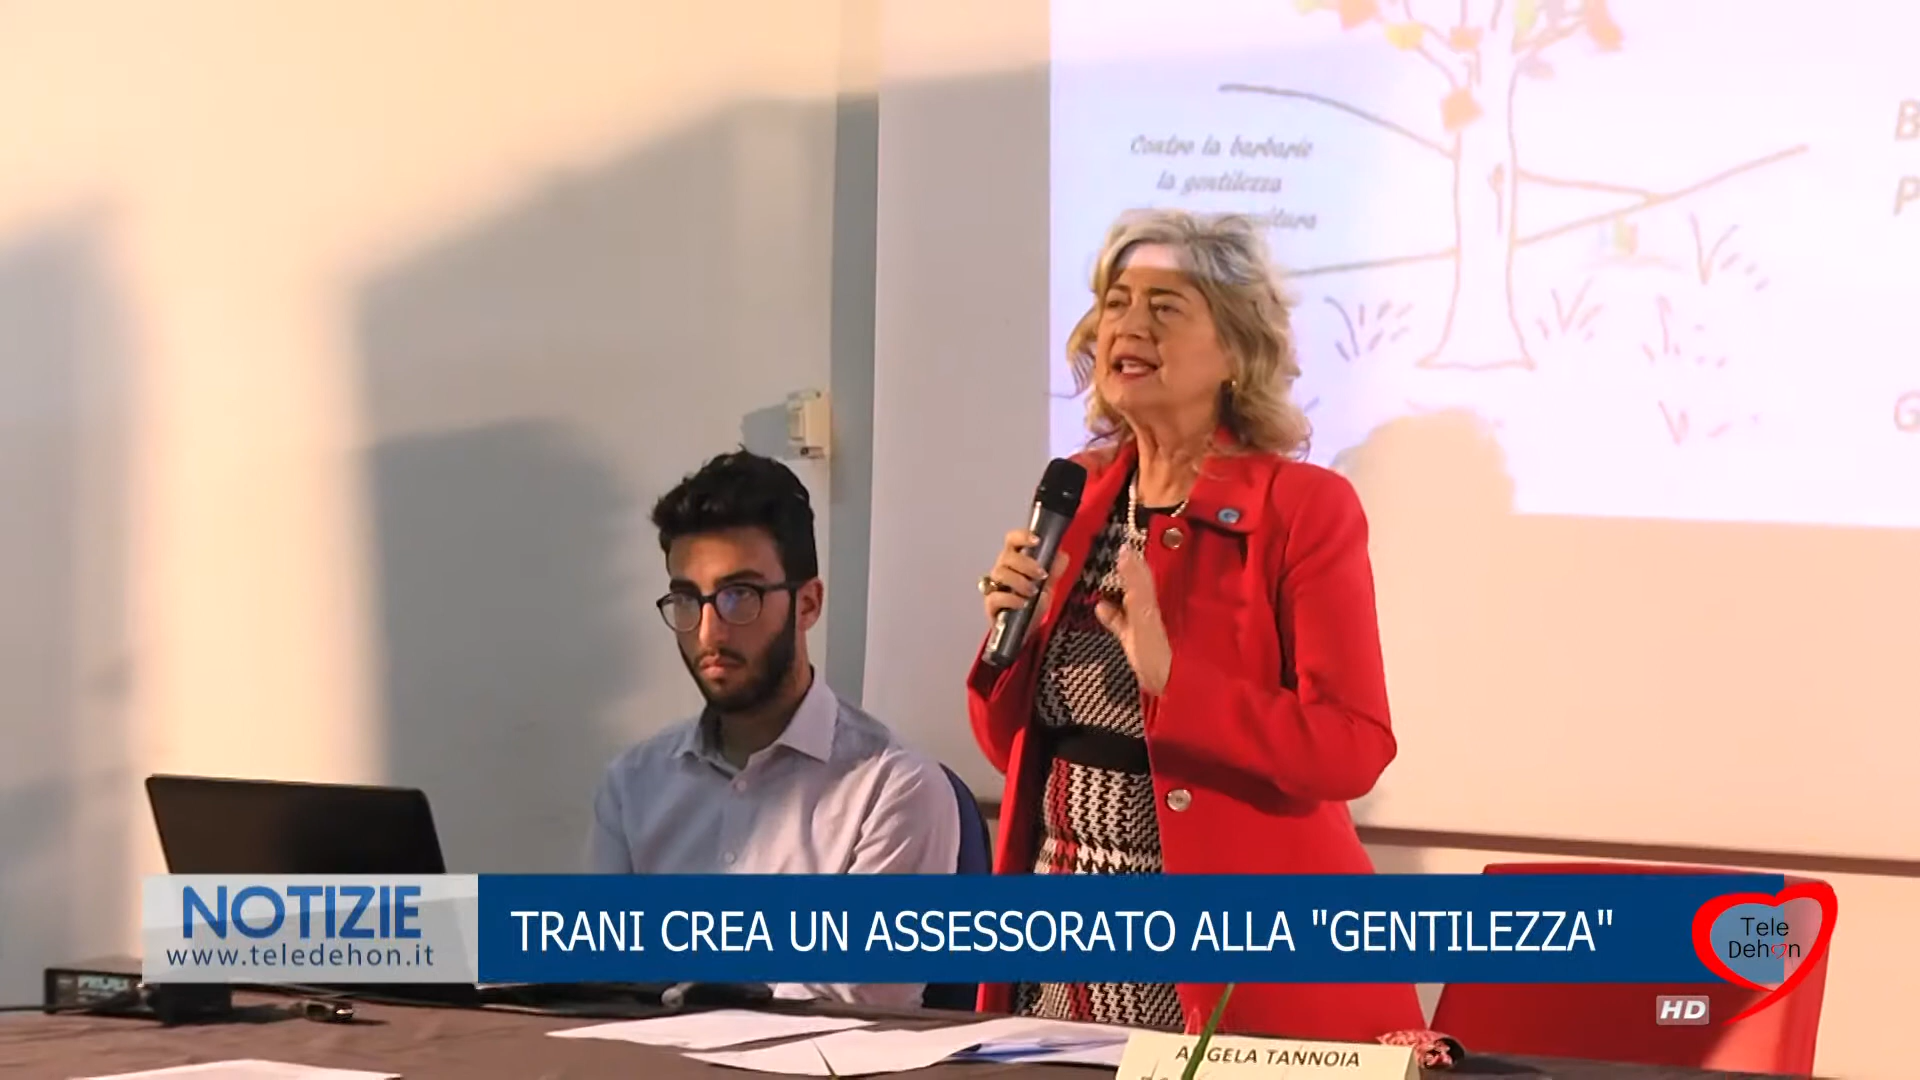 Contro la barbarie
la gentilezza
B
P
G
NOTIZIE
www.teledehon.it
TRANI CREA UN ASSESSORATO ALLA "GENTILEZZA"
Tele
Dehon
HD
ANGELA TANNOIA